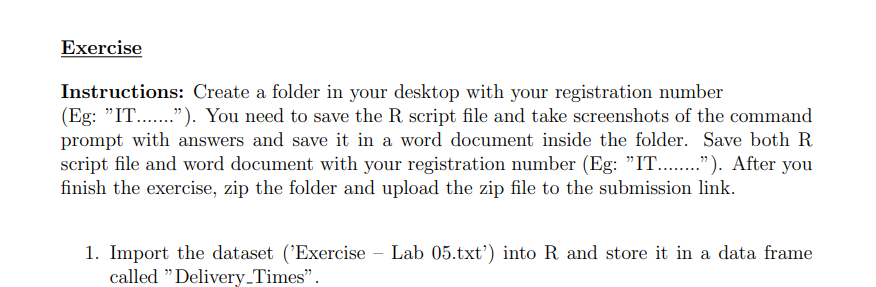 Exercise
Instructions: Create a folder in your desktop with your registration number
(Eg: ”IT.......”). You need to save the R script file and take screenshots of the command
prompt with answers and save it in a word document inside the folder. Save both R
script file and word document with your registration number (Eg: ”IT........”). After you
finish the exercise, zip the folder and upload the zip file to the submission link.
1. Import the dataset (’Exercise – Lab 05.txt’) into R and store it in a data frame
called ”Delivery_Times”.